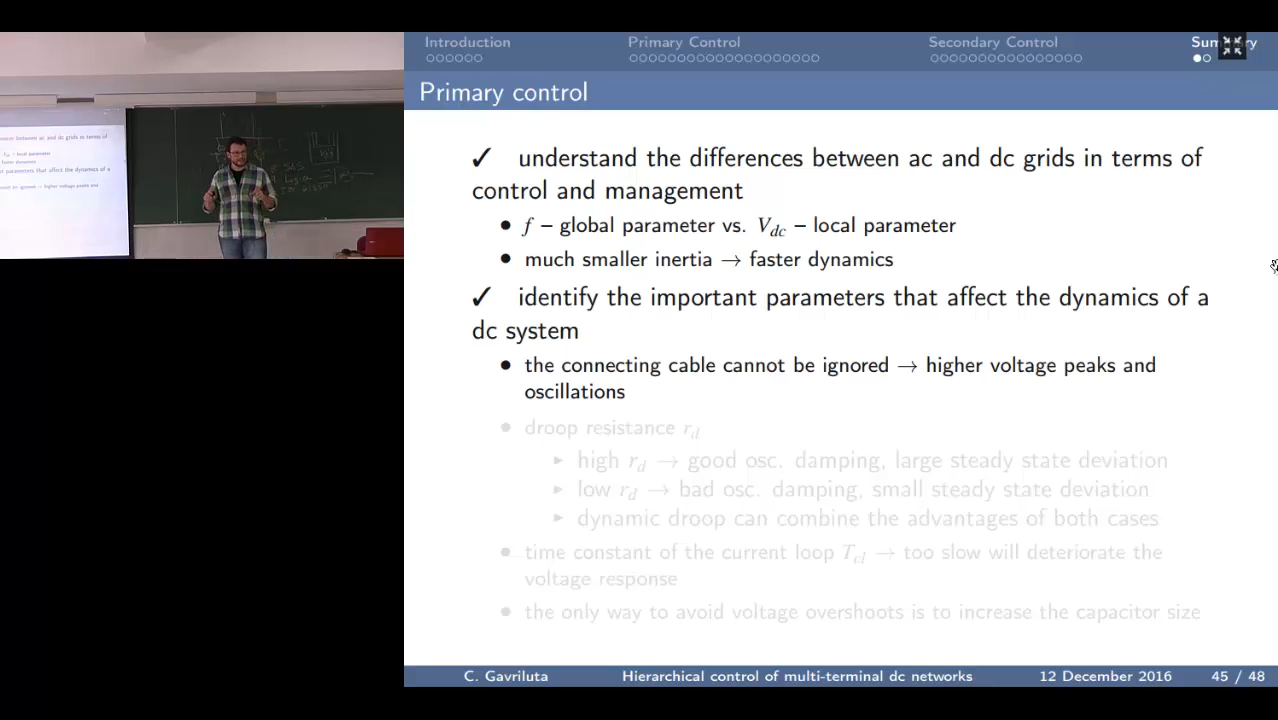 Introduction Primary Control Secondary Control Summary
Primary control
✓ understand the differences between ac and dc grids in terms of
control and management
• f – global parameter vs. Vdc – local parameter
• much smaller inertia → faster dynamics
✓ identify the important parameters that affect the dynamics of a
dc system
• the connecting cable cannot be ignored → higher voltage peaks and
oscillations
• droop resistance rd
▶ high rd → good osc. damping, large steady state deviation
▶ low rd → bad osc. damping, small steady state deviation
▶ dynamic droop can combine the advantages of both cases
• time constant of the current loop Tcl → too slow will deteriorate the
voltage response
• the only way to avoid voltage overshoots is to increase the capacitor size
C. Gavriluta Hierarchical control of multi-terminal dc networks 12 December 2016 45 / 48